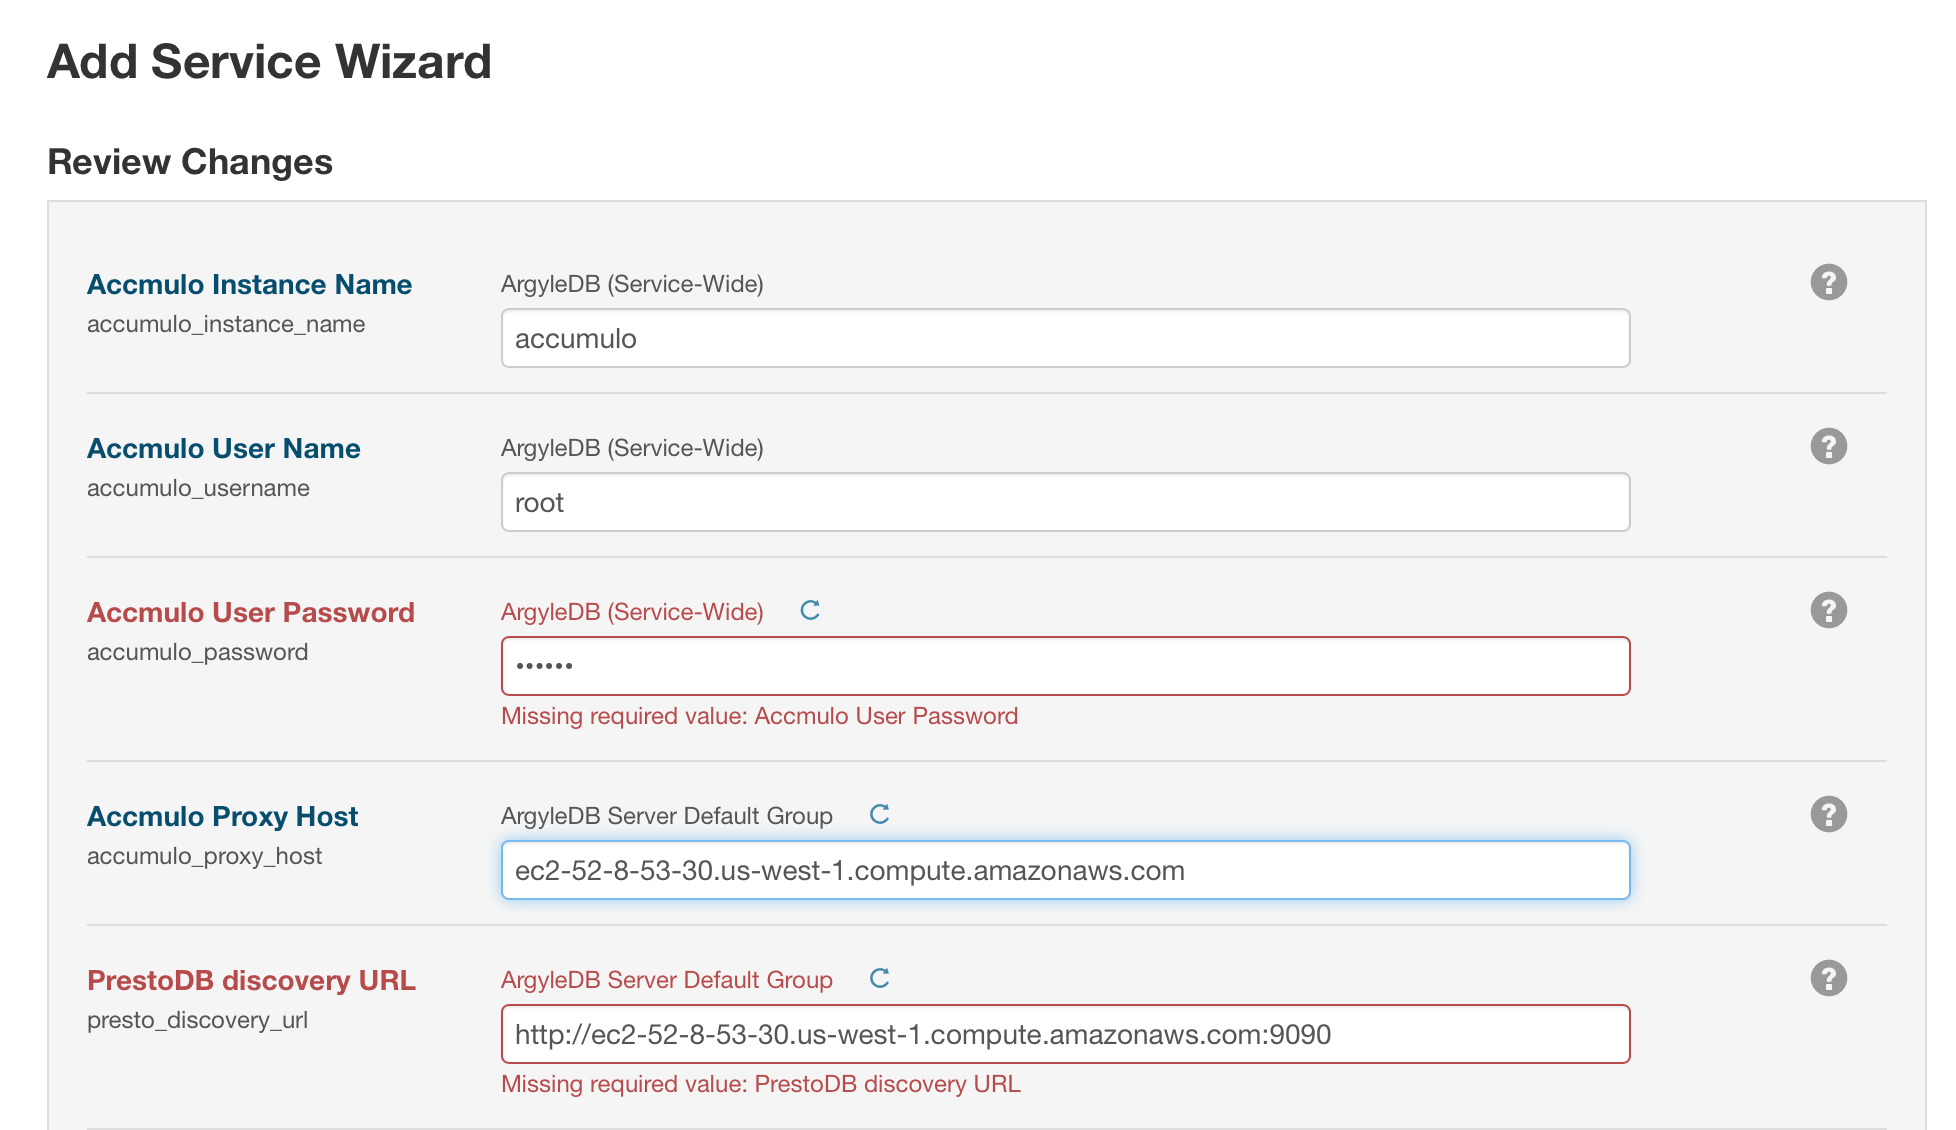 Add Service Wizard
Review Changes
Accmulo Instance Name
accumulo_instance_name
ArgyleDB (Service-Wide)
accumulo
Accmulo User Name
accumulo_username
ArgyleDB (Service-Wide)
root
Accmulo User Password
accumulo_password
ArgyleDB (Service-Wide)
••••••
Missing required value: Accmulo User Password
Accmulo Proxy Host
accumulo_proxy_host
ArgyleDB Server Default Group
ec2-52-8-53-30.us-west-1.compute.amazonaws.com
PrestoDB discovery URL
presto_discovery_url
ArgyleDB Server Default Group
http://ec2-52-8-53-30.us-west-1.compute.amazonaws.com:9090
Missing required value: PrestoDB discovery URL